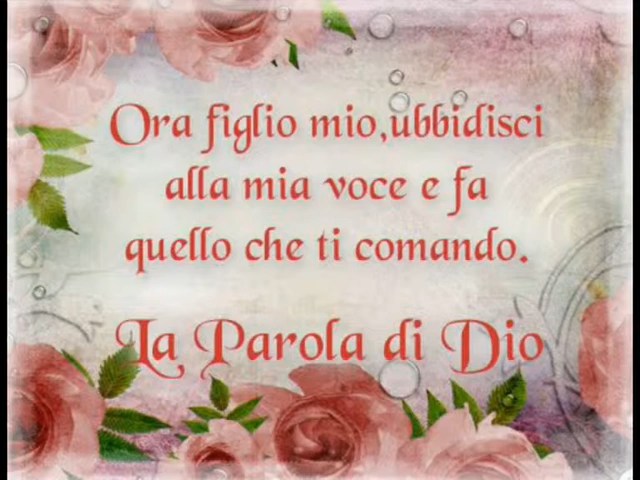 Ora figlio mio,ubbidisci
alla mia voce e fa
quello che ti comando.
La Parola di Dio